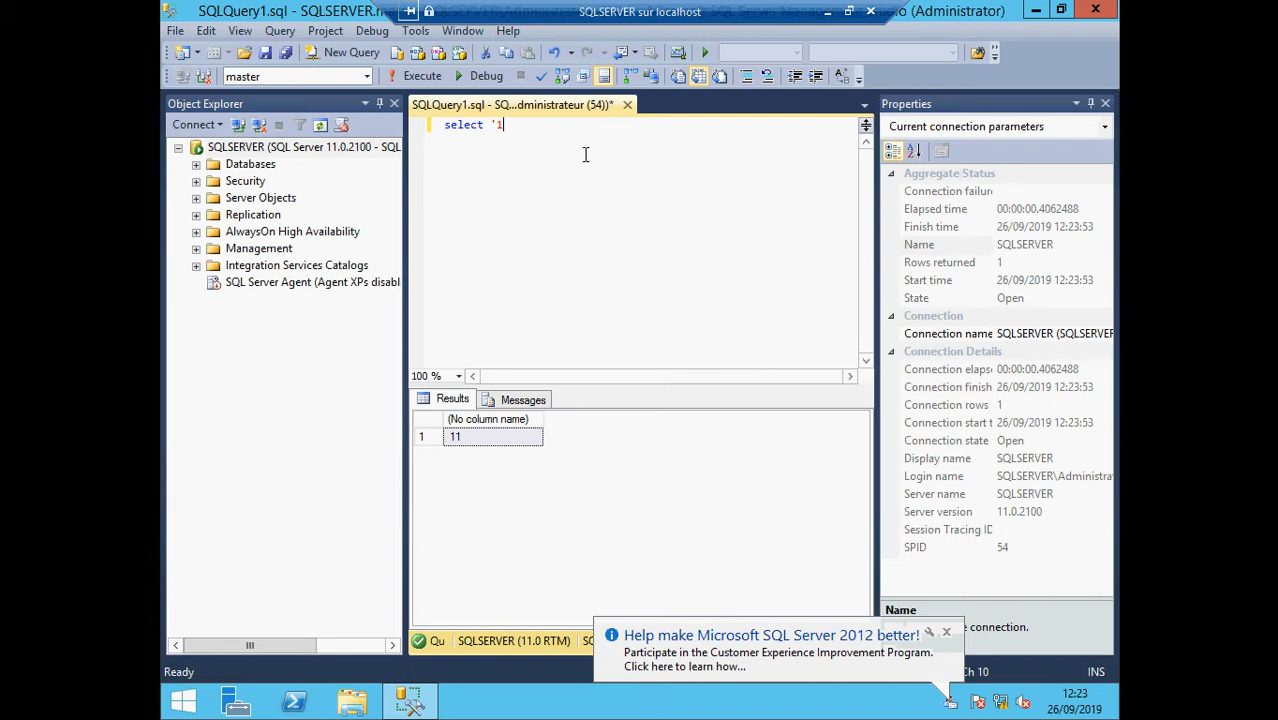 SQLQuery1.sql - SQLSERVER.m
SQLSERVER sur localhost
(Administrator)
File Edit View Query Project Debug Tools Window Help
New Query
master
Execute
Debug
Object Explorer
SQLQuery1.sql - SQ...dministrateur (54))*
Properties
Connect
select '1
Current connection parameters
SQLSERVER (SQL Server 11.0.2100 - SQL
Databases
Security
Server Objects
Replication
AlwaysOn High Availability
Management
Integration Services Catalogs
SQL Server Agent (Agent XPs disabl
Aggregate Status
Connection failure
Elapsed time 00:00:00.4062488
Finish time 26/09/2019 12:23:53
Name SQLSERVER
Rows returned 1
Start time 26/09/2019 12:23:53
State Open
Connection
Connection name SQLSERVER (SQLSERVER
Connection Details
Connection elaps 00:00:00.4062488
Connection finish 26/09/2019 12:23:53
Connection rows 1
Connection start t 26/09/2019 12:23:53
Connection state Open
Display name SQLSERVER
Login name SQLSERVER\Administra
Server name SQLSERVER
Server version 11.0.2100
Session Tracing ID
SPID 54
Name
connection.
100 %
Results Messages
(No column name)
1 11
Qu SQLSERVER (11.0 RTM)
Help make Microsoft SQL Server 2012 better!
Participate in the Customer Experience Improvement Program.
Click here to learn how...
Ready
Ch 10
INS
12:23
26/09/2019